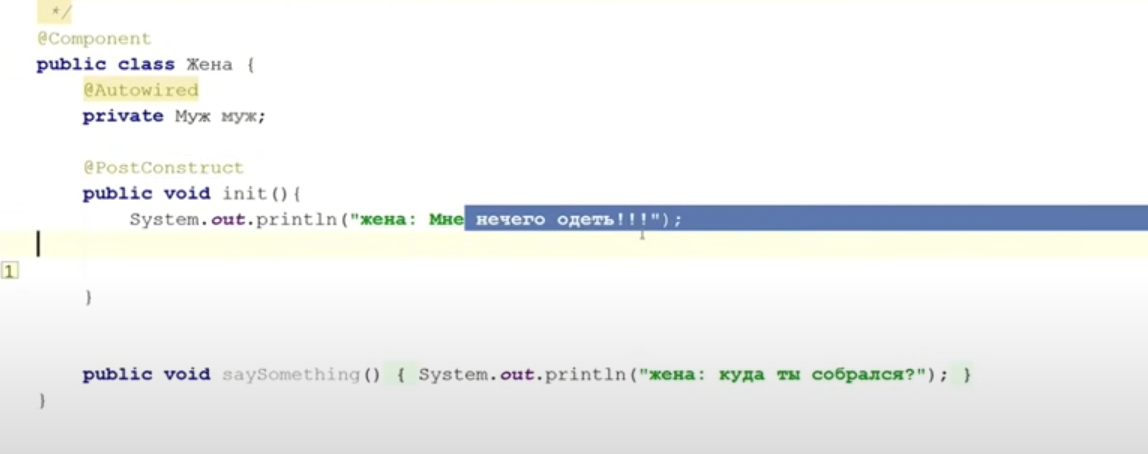 */
@Component
public class Жена {
@Autowired
private Муж муж;
@PostConstruct
public void init(){
System.out.println("жена: Мне нечего одеть!!!");
1
}
public void saySomething() { System.out.println("жена: куда ты собрался?"); }
}